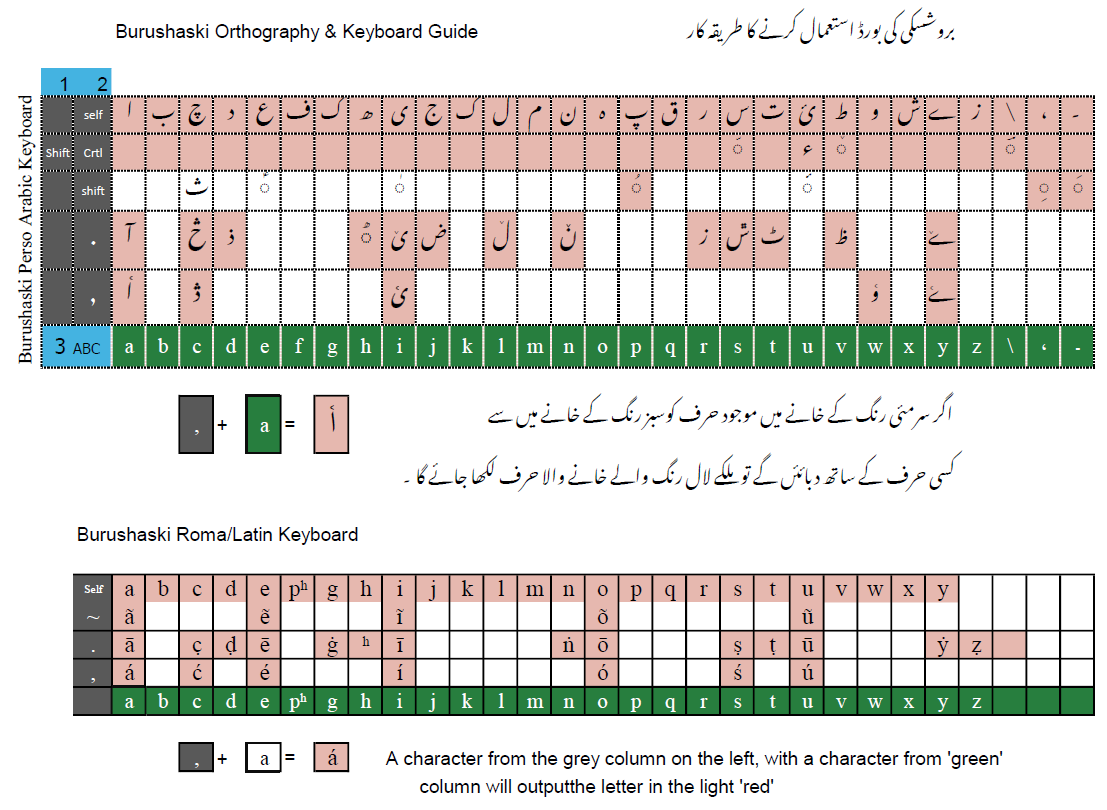 Burushaski Orthography & Keyboard Guide
بروشسکی کی بورڈ استعمال کرنے کا طریقہ کار
1 2
Burushaski Perso Arabic Keyboard
self ا ب چ د ع ف ک ھ ی ج ک ل م ن ہ پ ق ر س ت ئ ط و ش ے ز \ ، ۔
Shift Crtl ء
shift ث
. آ څ ذ ض ز ٹ ظ
, أ
3 ABC a b c d e f g h i j k l m n o p q r s t u v w x y z \ ‘ -
, + a = أ
اگر سرمئی رنگ کے خانے میں موجود حرف کو سبز رنگ کے خانے میں سے
کسی حرف کے ساتھ دبائیں گے تو ہلکے لال رنگ والے خانے والا حرف لکھا جائے گا ۔
Burushaski Roma/Latin Keyboard
Self a b c d e pʰ g h i j k l m n o p q r s t u v w x y
~ ã ẽ ĩ õ ũ
. ā c̣ ḍ ē ġ ʰ ī ṅ ō ṣ ṭ ū ẏ ẓ
, á ć é í ó ś ú
a b c d e pʰ g h i j k l m n o p q r s t u v w x y z
, + a = á
A character from the grey column on the left, with a character from 'green'
column will outputthe letter in the light 'red'